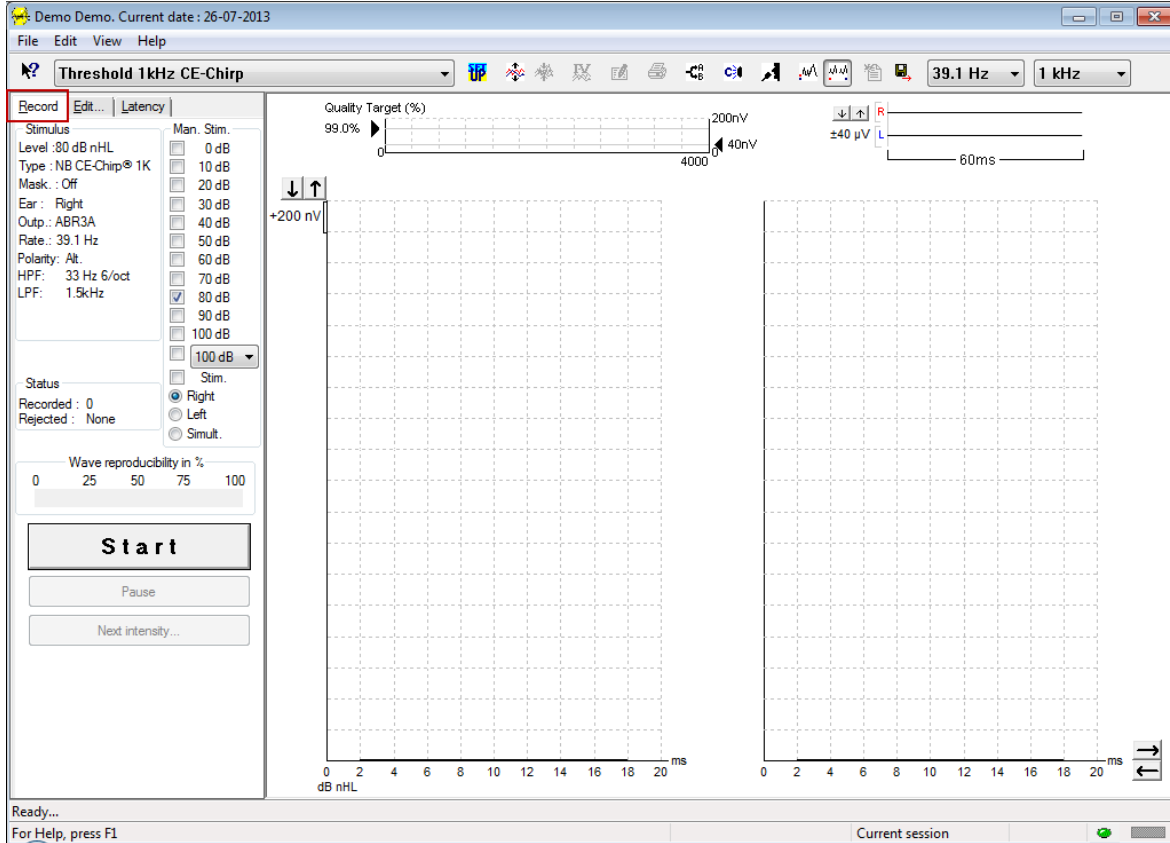 Demo Demo. Current date : 26-07-2013
File Edit View Help
Threshold 1kHz CE-Chirp
SET UP
39.1 Hz
1 kHz
Record Edit... Latency
Stimulus
Level :80 dB nHL
Type : NB CE-Chirp® 1K
Mask. : Off
Ear : Right
Outp.: ABR3A
Rate.: 39.1 Hz
Polarity: Alt.
HPF: 33 Hz 6/oct
LPF: 1.5kHz
Man. Stim.
0 dB
10 dB
20 dB
30 dB
40 dB
50 dB
60 dB
70 dB
80 dB
90 dB
100 dB
100 dB
Stim.
Right
Left
Simult.
Status
Recorded : 0
Rejected : None
Wave reproducibility in %
0 25 50 75 100
Start
Pause
Next intensity...
Quality Target (%)
99.0%
200nV
40nV
0 4000 0
R
±40 µV L
60ms
+200 nV
0 2 4 6 8 10 12 14 16 18 20 ms
dB nHL
0 2 4 6 8 10 12 14 16 18 20 ms
Ready...
For Help, press F1
Current session